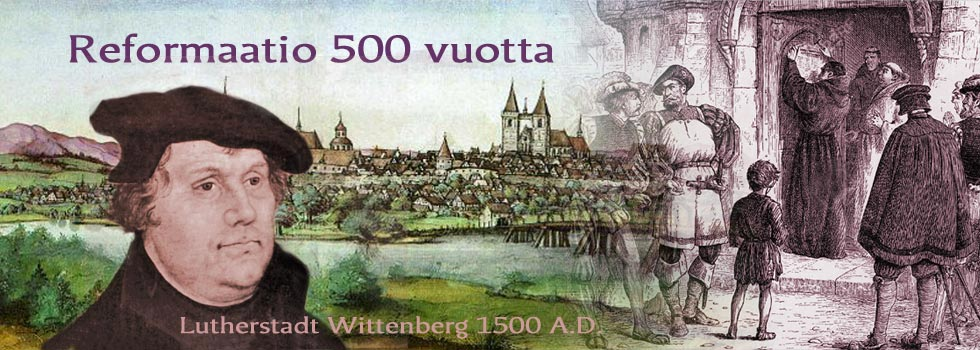 Reformaatio 500 vuotta
Lutherstadt Wittenberg 1500 A.D.